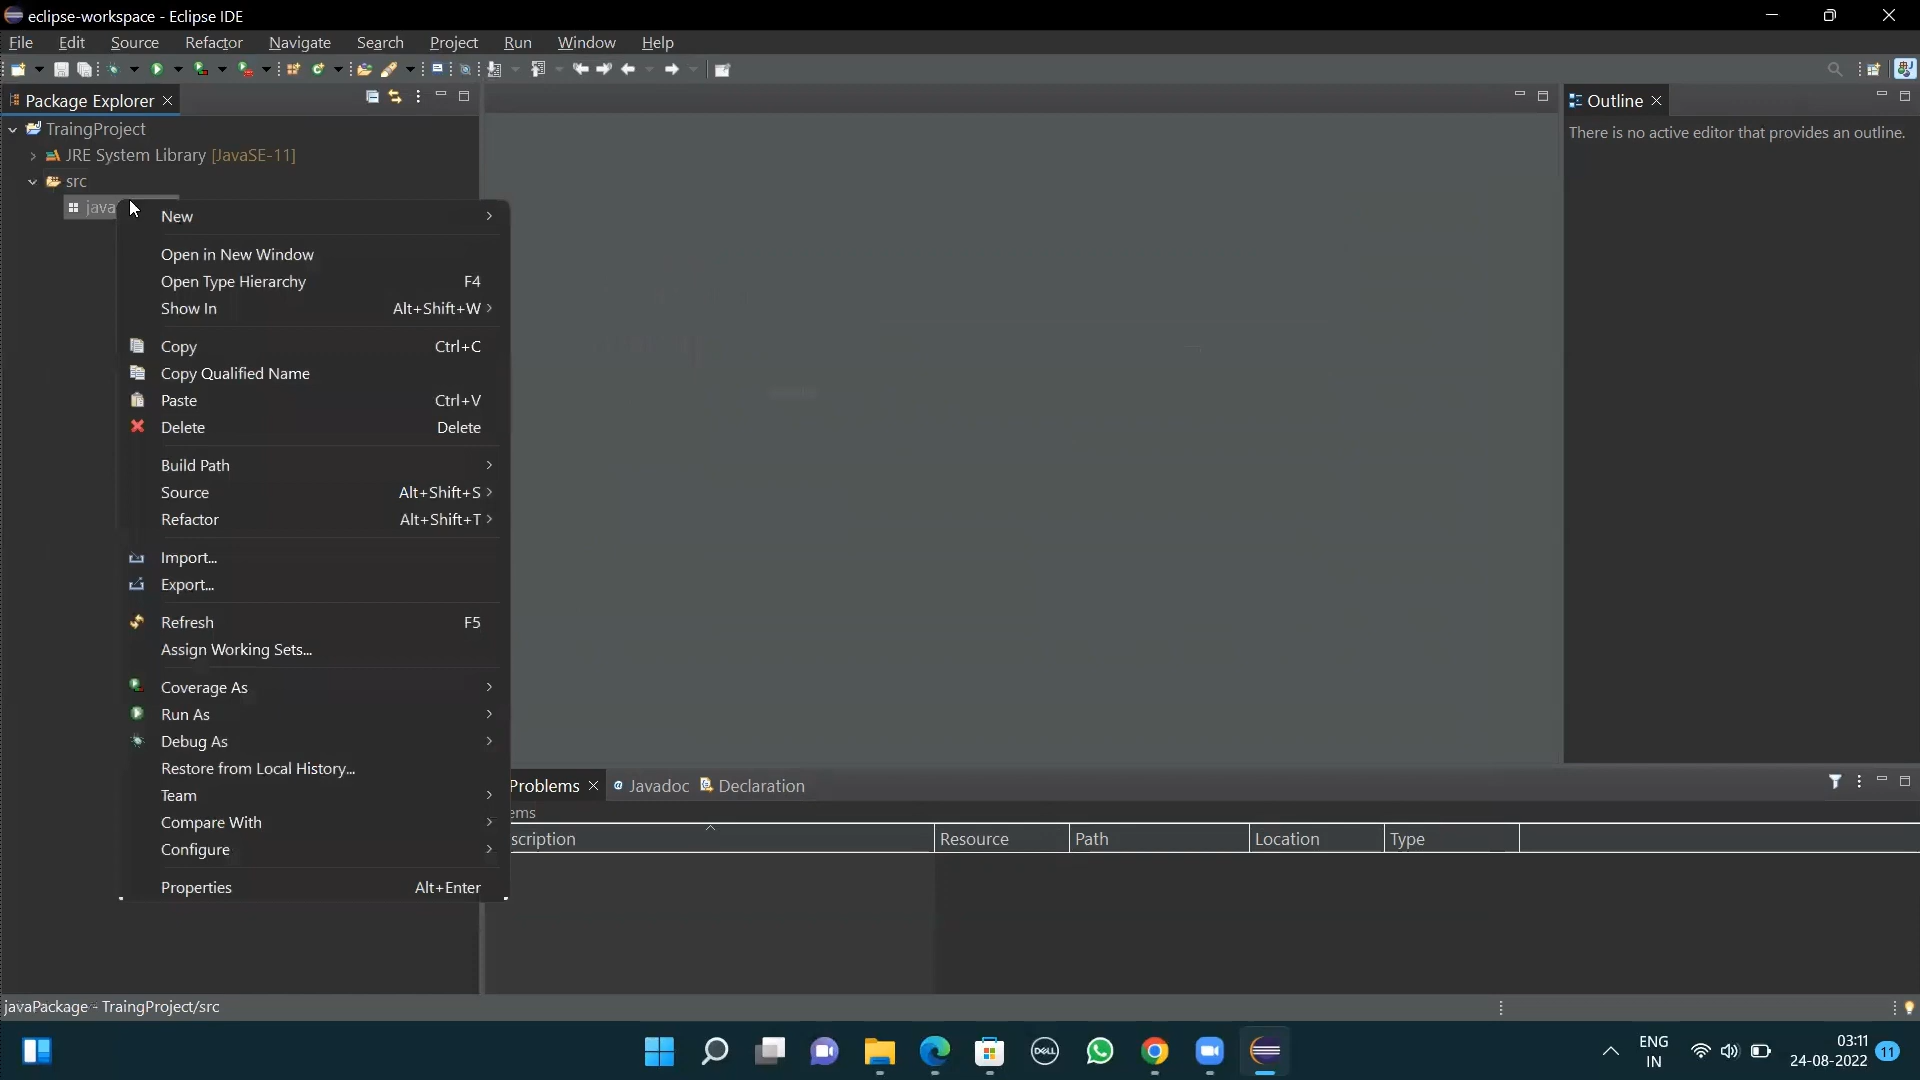 eclipse-workspace - Eclipse IDE
File Edit Source Refactor Navigate Search Project Run Window Help
Package Explorer
Outline
TraingProject
There is no active editor that provides an outline.
JRE System Library [JavaSE-11]
src
java
New
Open in New Window
Open Type Hierarchy F4
Show In Alt+Shift+W
Copy Ctrl+C
Copy Qualified Name
Paste Ctrl+V
Delete Delete
Build Path
Source Alt+Shift+S
Refactor Alt+Shift+T
Import...
Export...
Refresh F5
Assign Working Sets...
Coverage As
Run As
Debug As
Restore from Local History...
Team
Compare With
Configure
Properties Alt+Enter
Problems Javadoc Declaration
ems
scription Resource Path Location Type
javaPackage - TraingProject/src
DELL
ENG
IN
03:11
24-08-2022
11